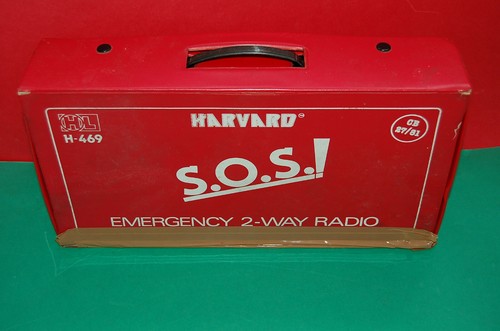 HARVARD
HL
H-469
CB
27/81
S.O.S.!
EMERGENCY 2-WAY RADIO